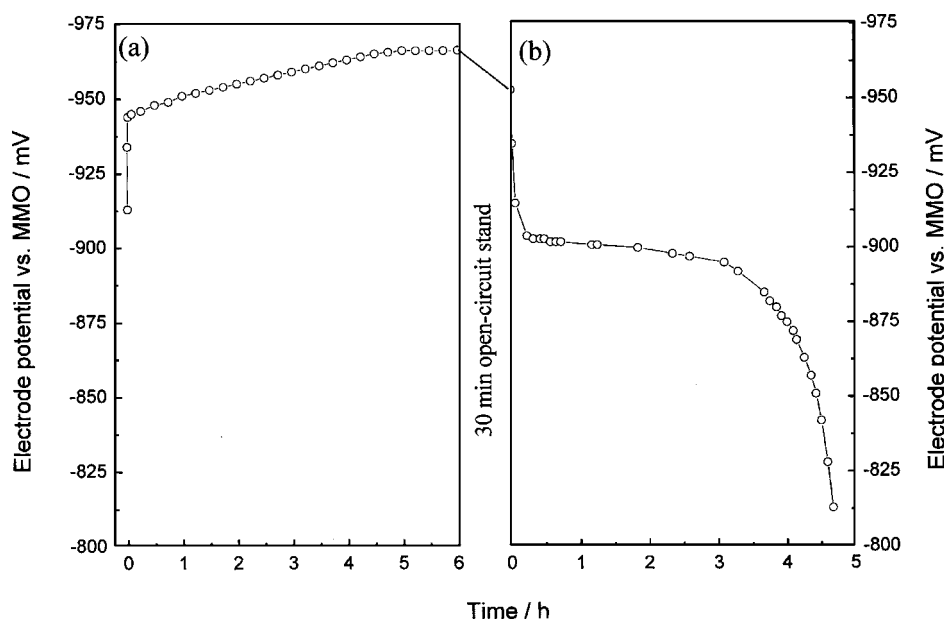 (a)
(b)
-975
-950
-925
-900
-875
-850
-825
-800
Electrode potential vs. MMO / mV
0 1 2 3 4 5 6
30 min open-circuit stand
0 1 2 3 4 5
-975
-950
-925
-900
-875
-850
-825
-800
Electrode potential vs. MMO / mV
Time / h